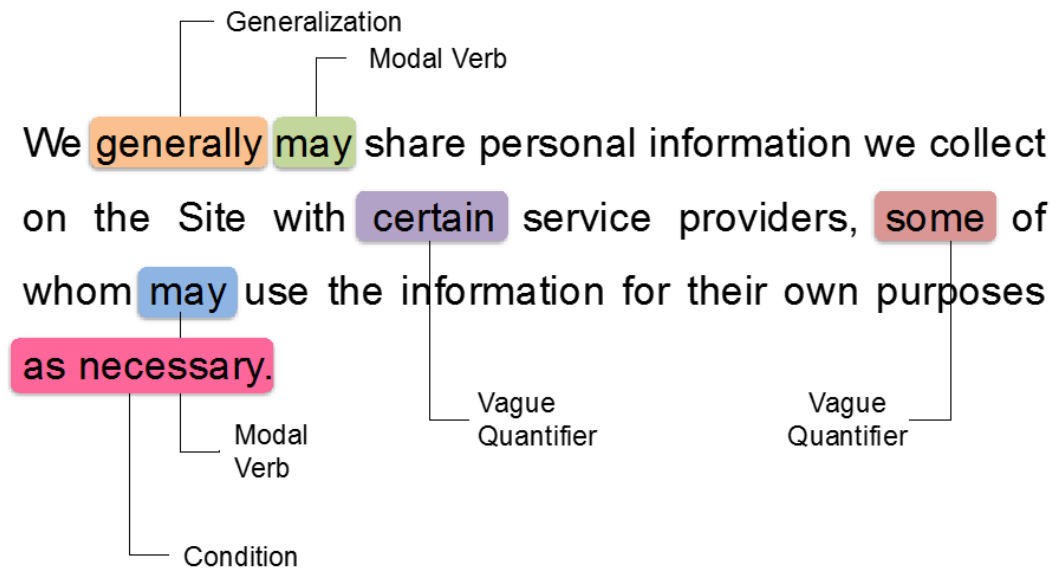 Generalization
Modal Verb
We generally may share personal information we collect
on the Site with certain service providers, some of
whom may use the information for their own purposes
as necessary.
Vague
Quantifier
Vague
Quantifier
Modal
Verb
Condition